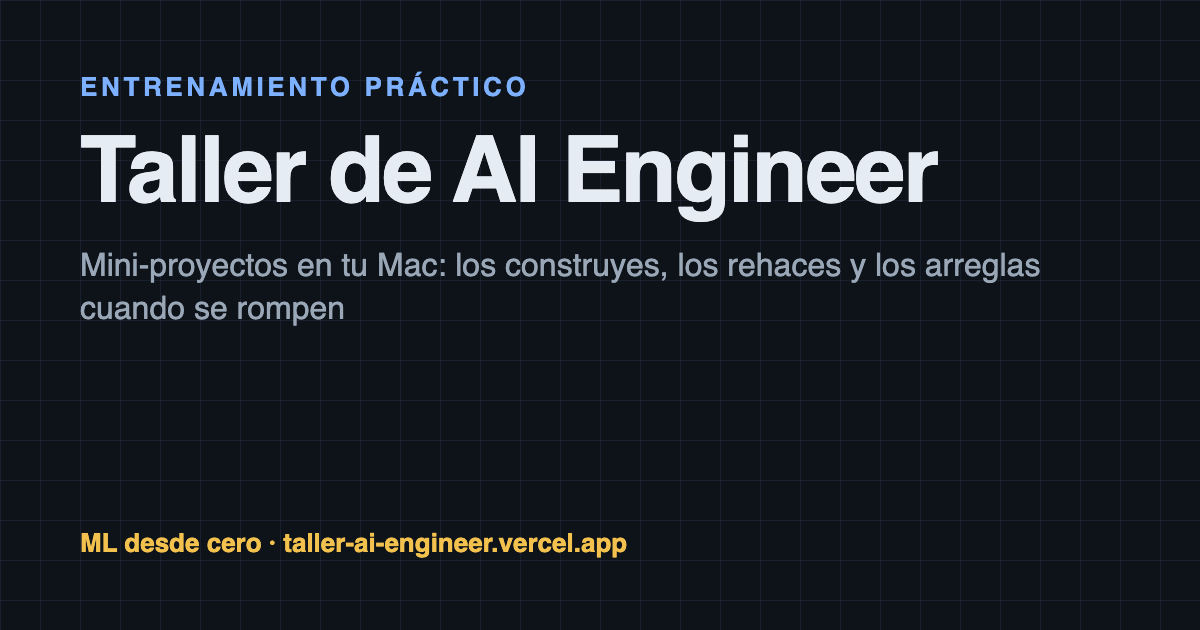 ENTRENAMIENTO PRÁCTICO
Taller de AI Engineer
Mini-proyectos en tu Mac: los construyes, los rehaces y los arreglas
cuando se rompen
ML desde cero · taller-ai-engineer.vercel.app